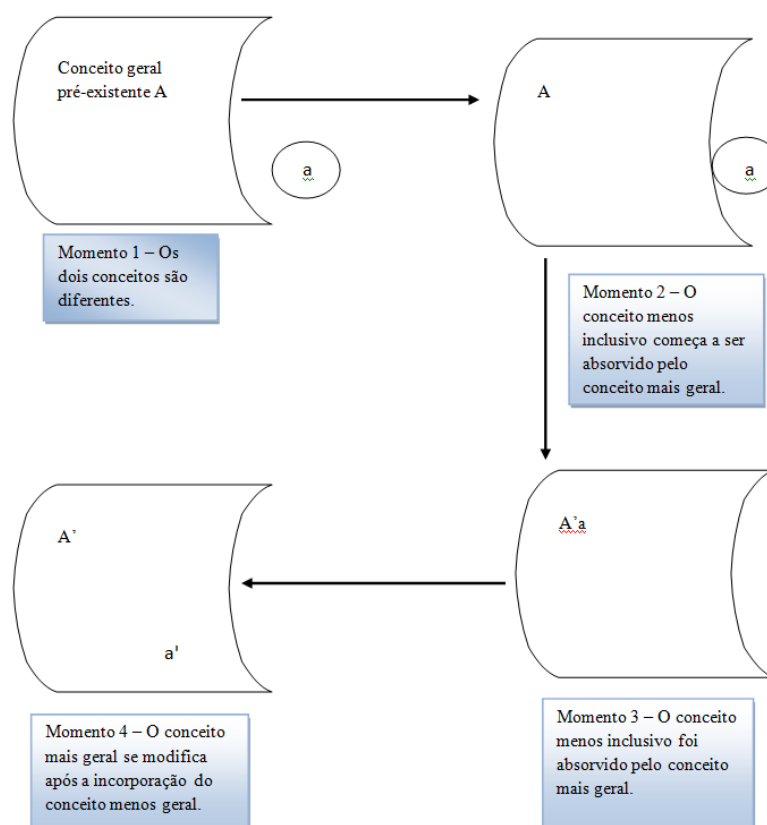 Conceito geral
pré-existente A
a
A
a
Momento 1 – Os
dois conceitos são
diferentes.
Momento 2 – O
conceito menos
inclusivo começa a ser
absorvido pelo
conceito mais geral.
A’a
Momento 3 – O conceito
menos inclusivo foi
absorvido pelo conceito
mais geral.
A’
a'
Momento 4 – O conceito
mais geral se modifica
após a incorporação do
conceito menos geral.